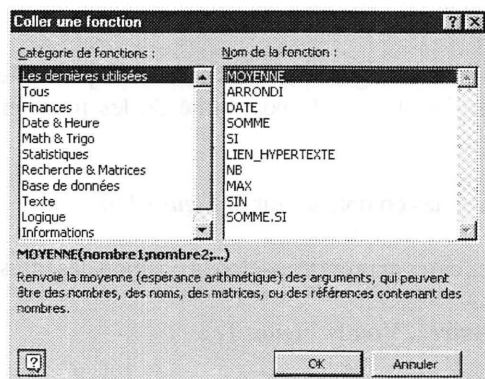 Coller une fonction
Catégorie de fonctions :
Nom de la fonction :
Les dernières utilisées
Tous
Finances
Date & Heure
Math & Trigo
Statistiques
Recherche & Matrices
Base de données
Texte
Logique
Informations
MOYENNE
ARRONDI
DATE
SOMME
SI
LIEN_HYPERTEXTE
NB
MAX
SIN
SOMME.SI
MOYENNE(nombre1;nombre2;...)
Renvoie la moyenne (espérance arithmétique) des arguments, qui peuvent
être des nombres, des noms, des matrices, ou des références contenant des
nombres.
OK
Annuler